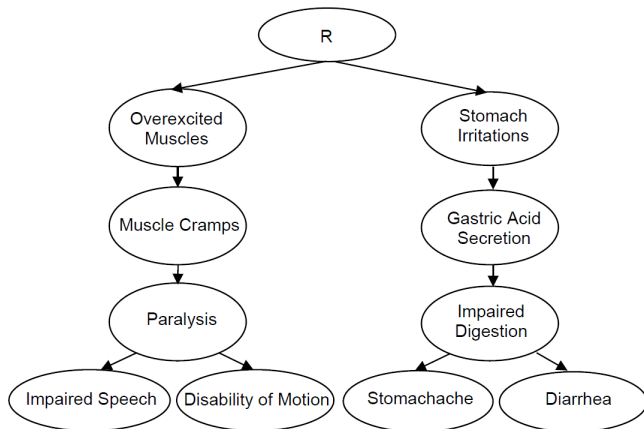 R
Overexcited
Muscles
Stomach
Irritations
Muscle Cramps
Gastric Acid
Secretion
Paralysis
Impaired
Digestion
Impaired Speech
Disability of Motion
Stomachache
Diarrhea